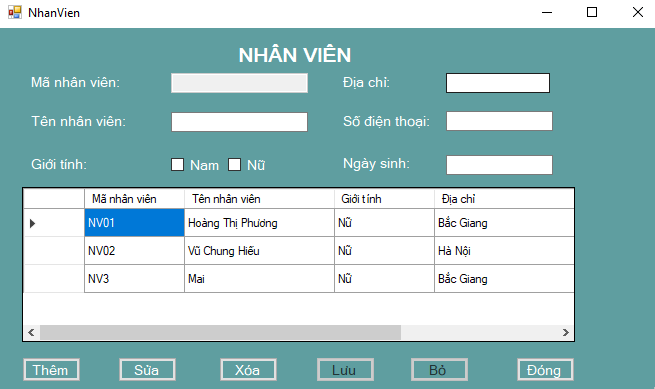 NhanVien
NHÂN VIÊN
Mã nhân viên: Địa chỉ:
Tên nhân viên: Số điện thoại:
Giới tính: Nam Nữ Ngày sinh:
Mã nhân viên Tên nhân viên Giới tính Địa chỉ
NV01 Hoàng Thị Phương Nữ Bắc Giang
NV02 Vũ Chung Hiếu Nữ Hà Nội
NV3 Mai Nữ Bắc Giang
Thêm Sửa Xóa Lưu Bỏ Đóng